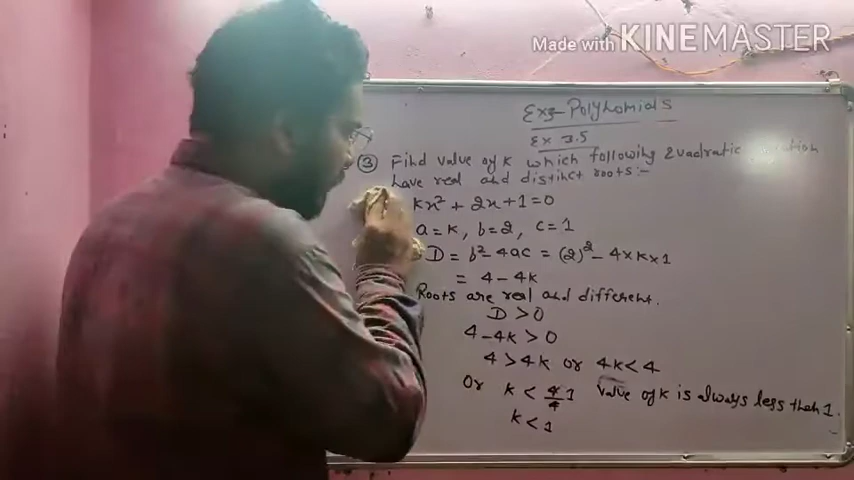 Made with KINEMASTER
Ex3- Polynomials
Ex 3.5
③ Find value of k which following quadratic
have real and distinct roots:-
kx² + 2x+1=0
a=k, b=2, c=1
D = b²-4ac = (2)² - 4×k×1
= 4-4k
Roots are real and different.
D>0
4-4k>0
4>4k or 4k<4
Or k < 4/4 1 Value of k is always less then 1.
k<1